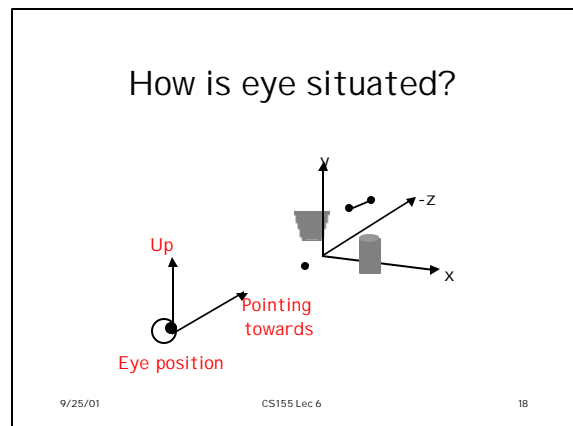 How is eye situated?
y
-z
Up
x
Pointing
towards
Eye position
9/25/01
CS155 Lec 6
18